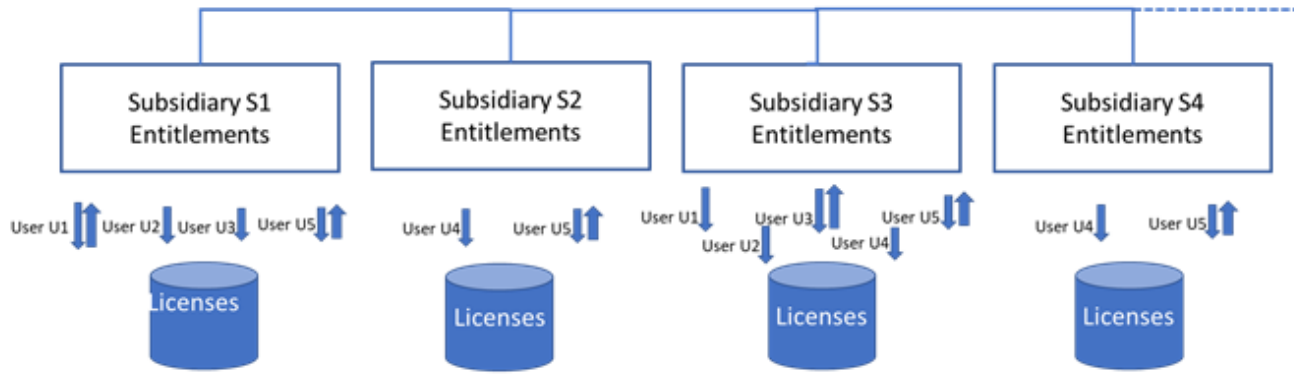 Subsidiary S1
Entitlements
Subsidiary S2
Entitlements
Subsidiary S3
Entitlements
Subsidiary S4
Entitlements
User U1
User U2
User U3
User U5
User U4
User U5
User U1
User U2
User U3
User U4
User U5
User U4
User U5
Licenses
Licenses
Licenses
Licenses